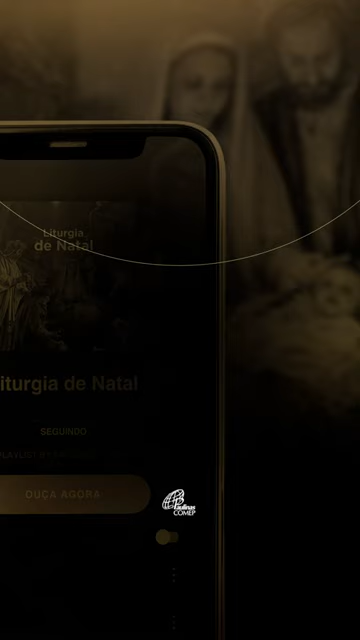 Liturgia
de Natal
iturgia de Natal
SEGUINDO
OUÇA AGORA
Paulinas
COMEP